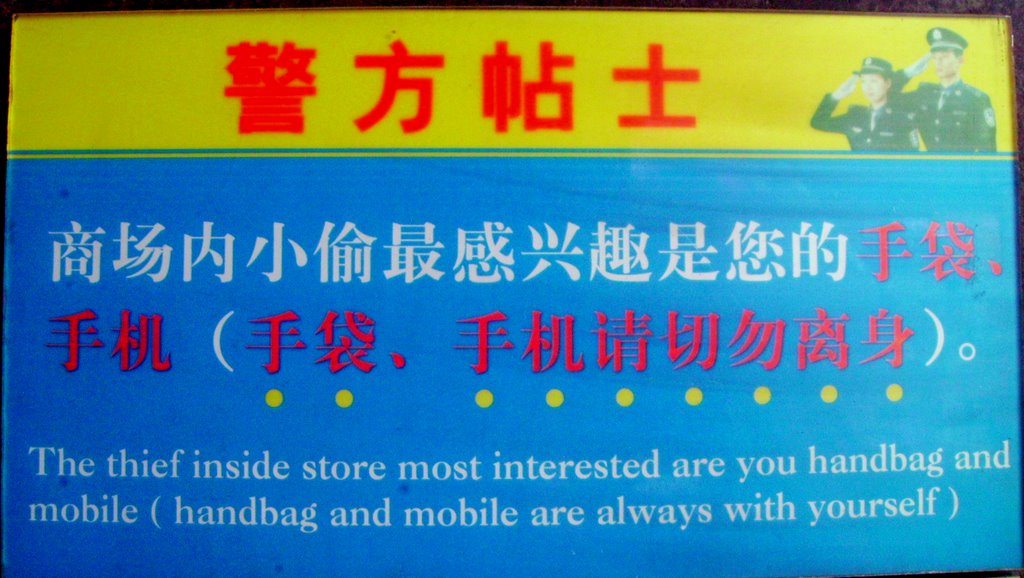 警方帖士
商场内小偷最感兴趣是您的手袋、
手机（手袋、手机请切勿离身）。
The thief inside store most interested are you handbag and
mobile ( handbag and mobile are always with yourself )